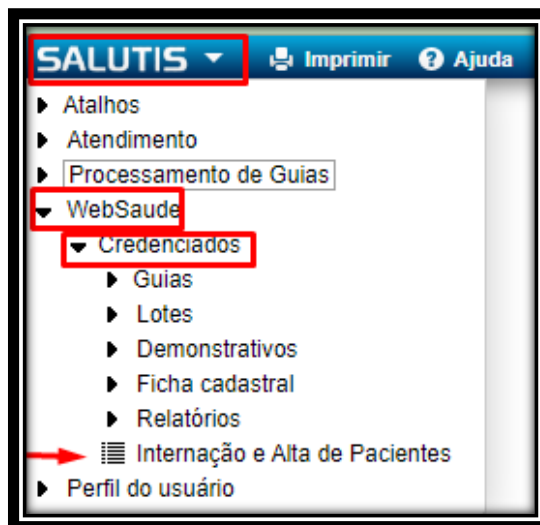 SALUTIS Imprimir Ajuda
Atalhos
Atendimento
Processamento de Guias
WebSaude
Credenciados
Guias
Lotes
Demonstrativos
Ficha cadastral
Relatórios
Internação e Alta de Pacientes
Perfil do usuário